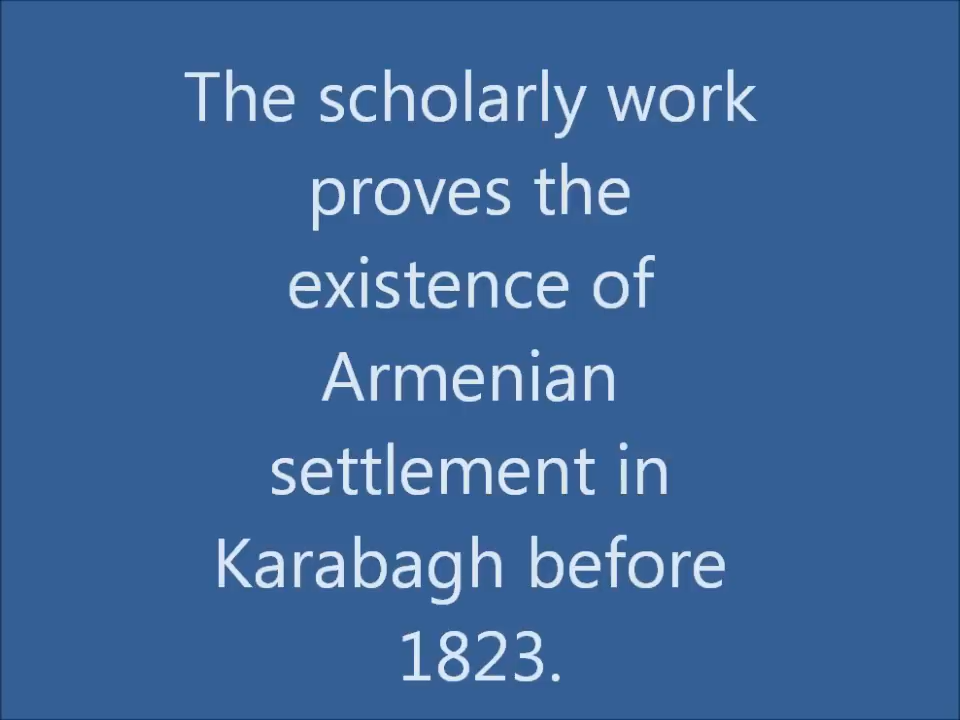 The scholarly work
proves the
existence of
Armenian
settlement in
Karabagh before
1823.